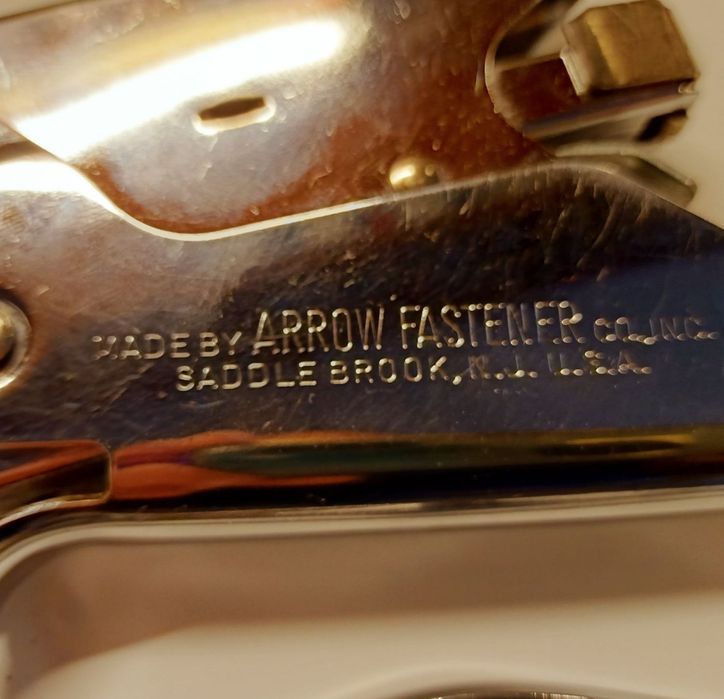 MADE BY ARROW FASTENER CO., INC.
SADDLE BROOK, N.J. U.S.A.